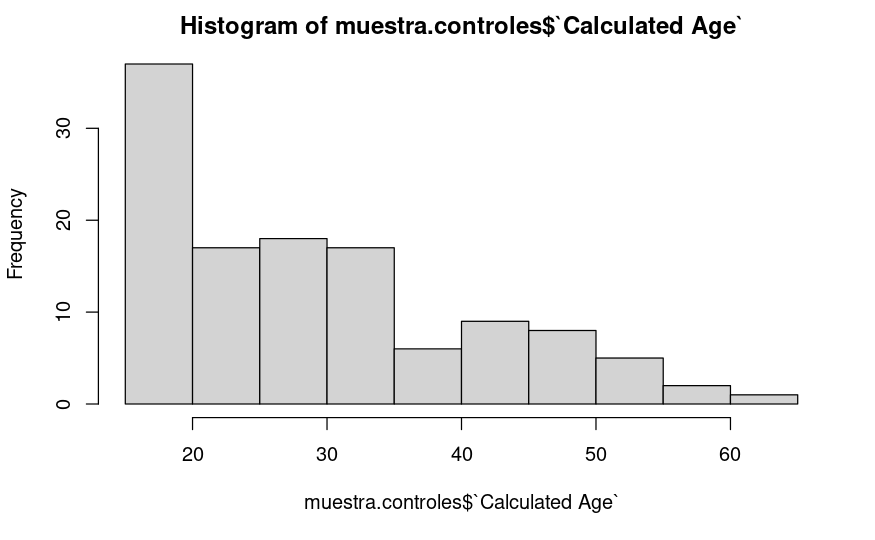 Histogram of muestra.controles$`Calculated Age`
Frequency
30
20
10
0
20 30 40 50 60
muestra.controles$`Calculated Age`